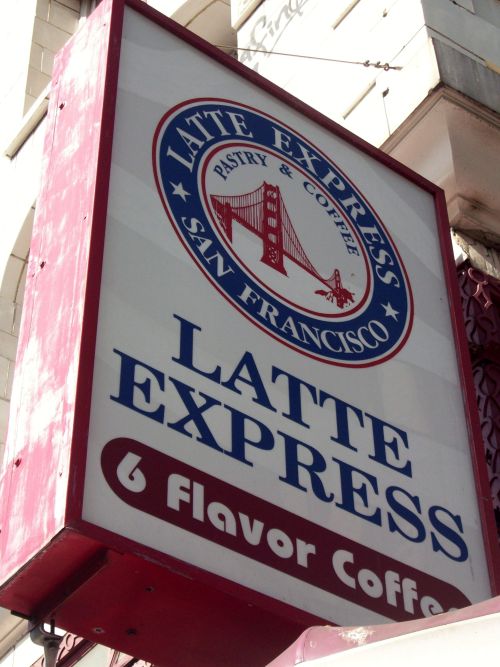 LATTE EXPRESS
PASTRY & COFFEE
SAN FRANCISCO
LATTE
EXPRESS
6 Flavor Coffe